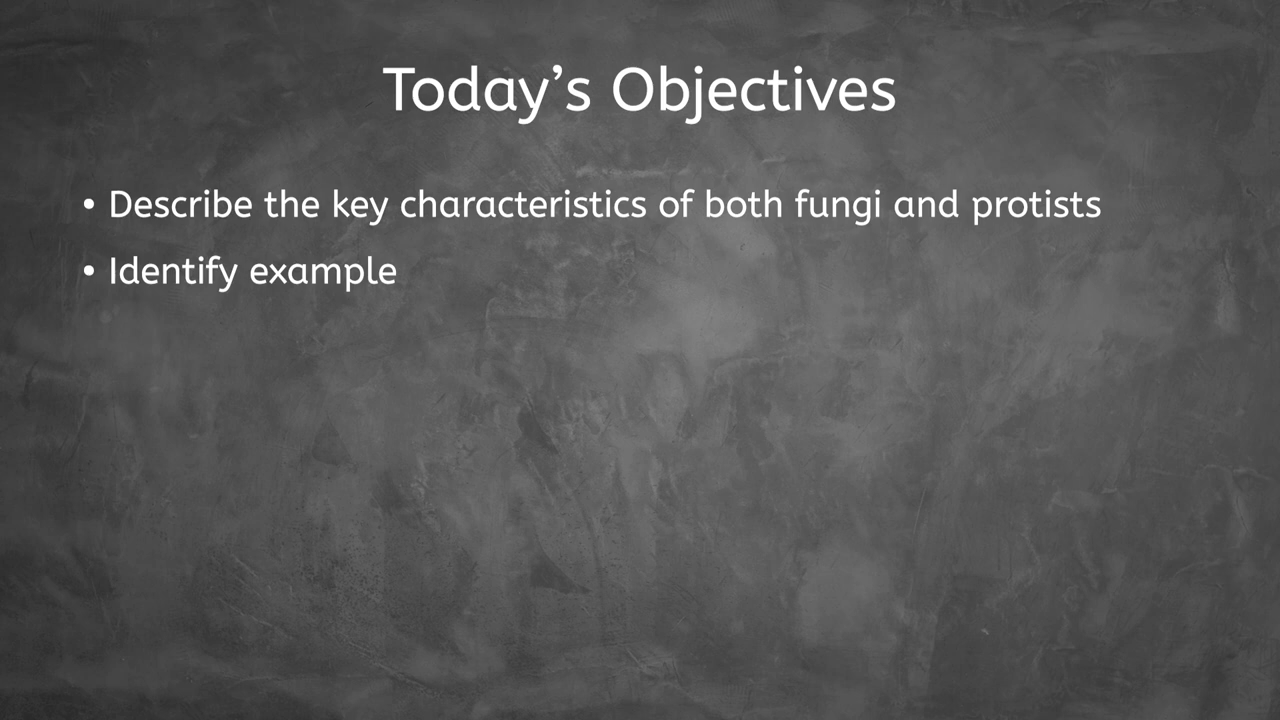 Today’s Objectives
• Describe the key characteristics of both fungi and protists
• Identify example